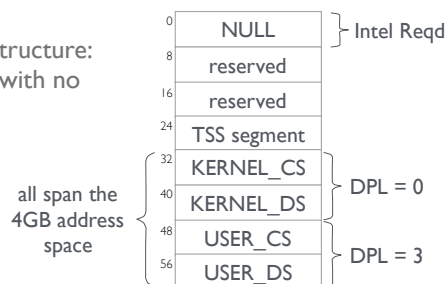 tructure:
with no
0
NULL
Intel Reqd
8
reserved
16
reserved
24
TSS segment
32
KERNEL_CS
40
KERNEL_DS
DPL = 0
all span the
4GB address
space
48
USER_CS
56
USER_DS
DPL = 3